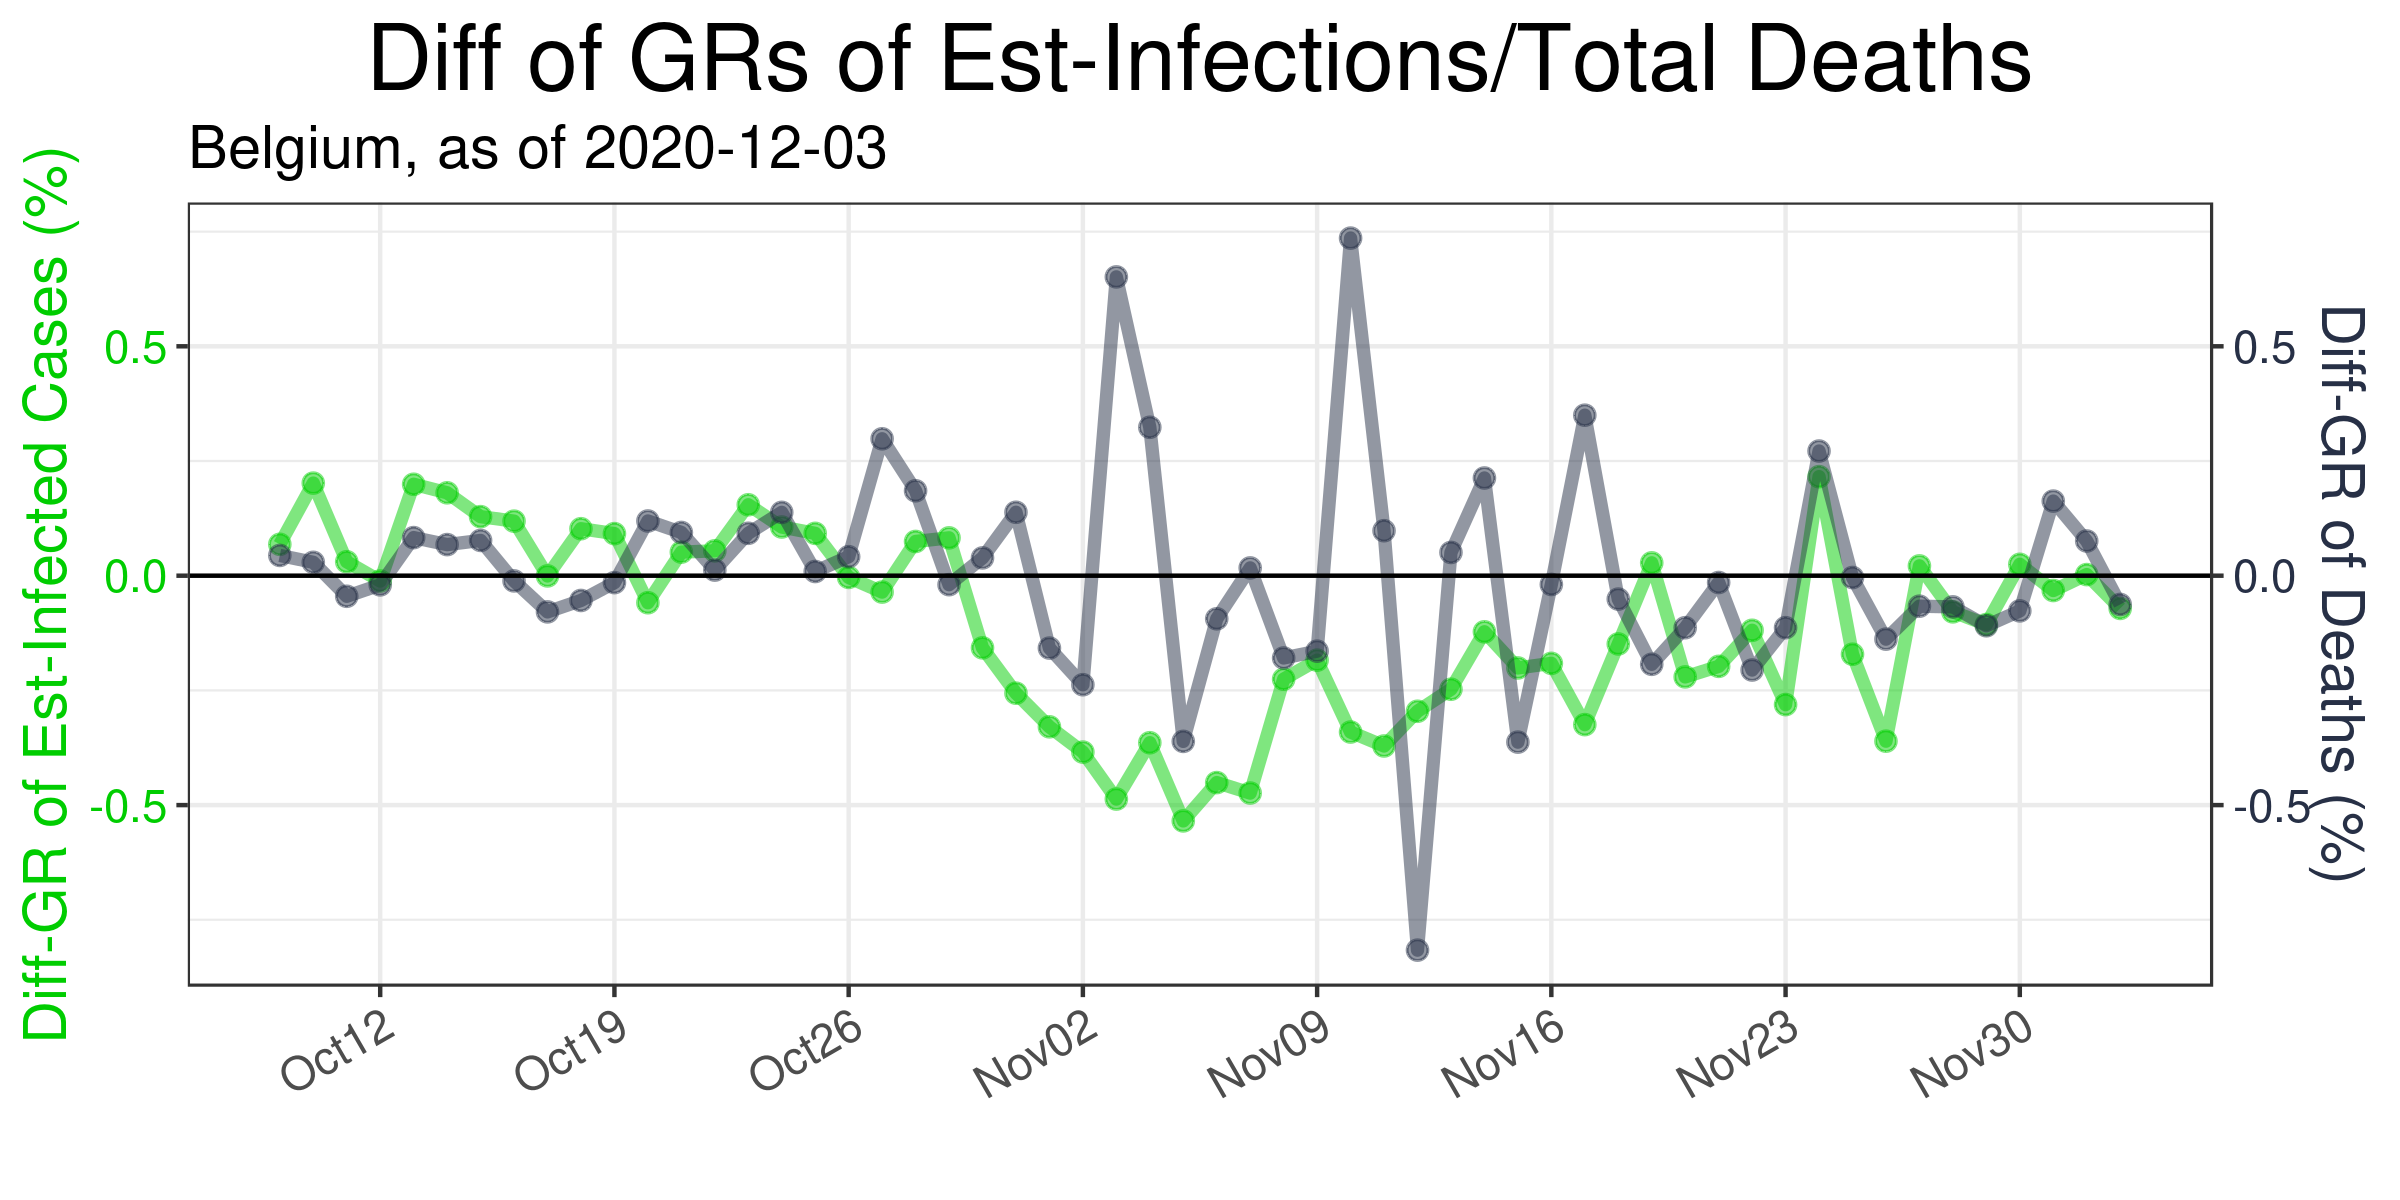 Diff of GRs of Est-Infections/Total Deaths
Belgium, as of 2020-12-03
Diff-GR of Est-Infected Cases (%)
0.5
0.0
-0.5
0.5
0.0
-0.5
Diff-GR of Deaths (%)
Oct12
Oct19
Oct26
Nov02
Nov09
Nov16
Nov23
Nov30